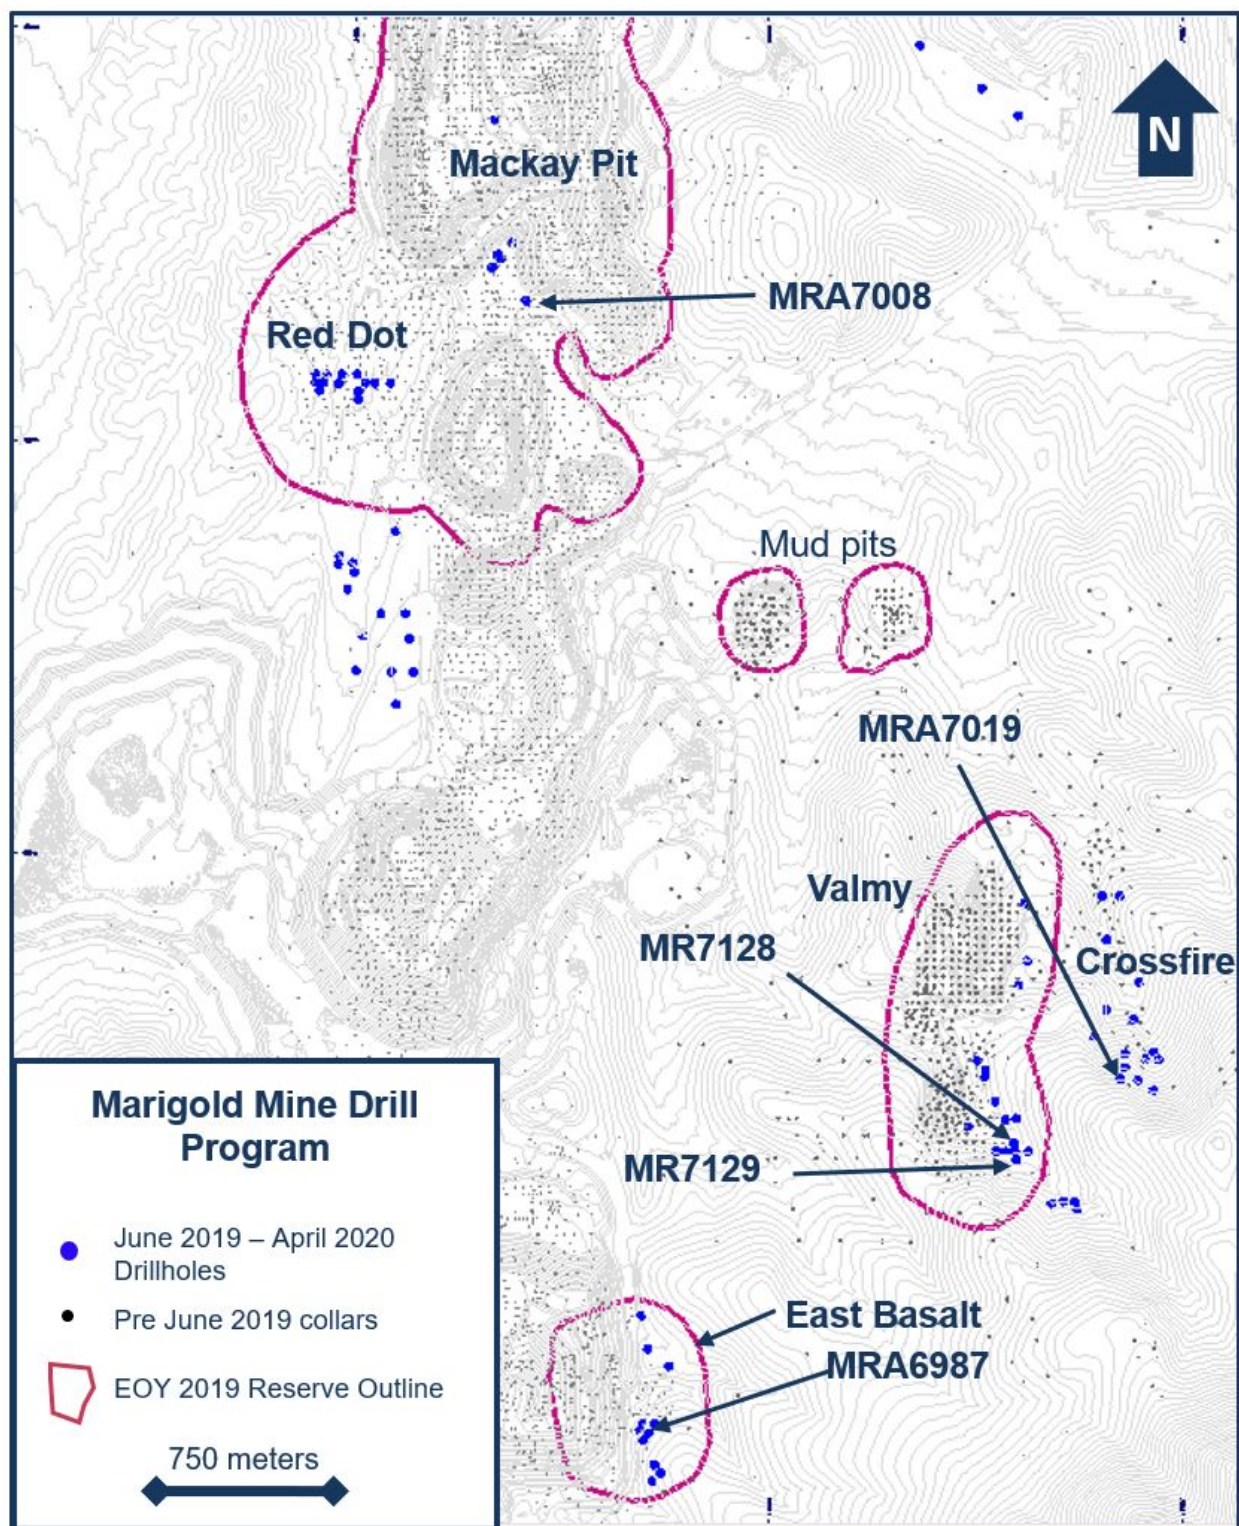 N
Mackay Pit
MRA7008
Red Dot
Mud pits
MRA7019
Valmy
MR7128
Crossfire
MR7129
Marigold Mine Drill
Program
June 2019 – April 2020
Drillholes
Pre June 2019 collars
EOY 2019 Reserve Outline
750 meters
East Basalt
MRA6987